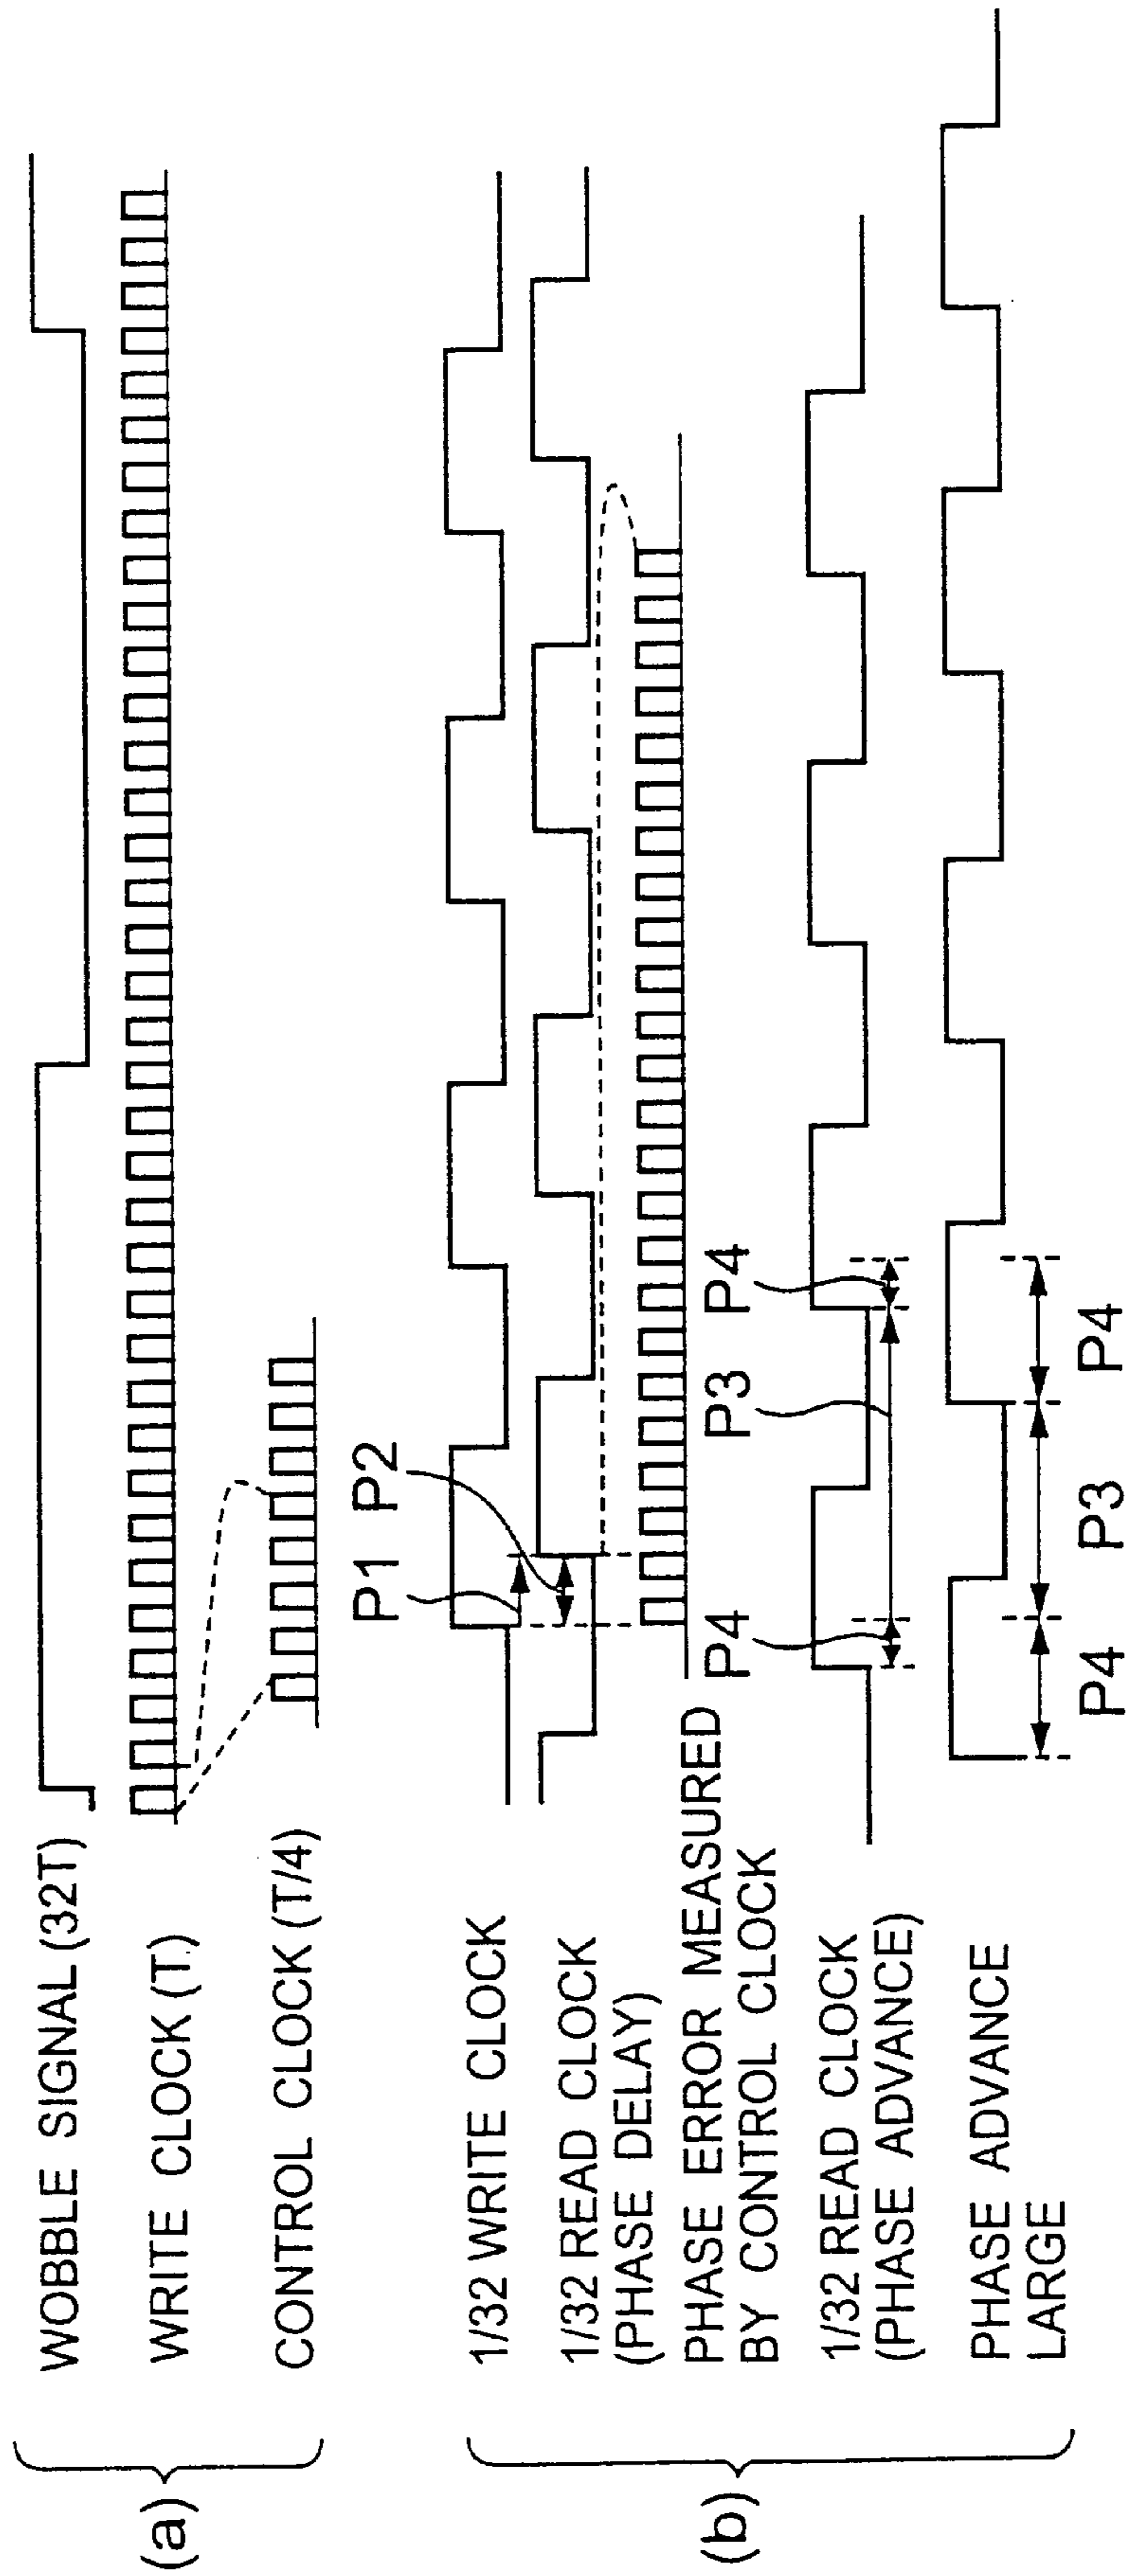 (a)
WOBBLE SIGNAL (32T)
WRITE CLOCK (T)
CONTROL CLOCK (T/4)
(b)
1/32 WRITE CLOCK
P1 P2
1/32 READ CLOCK
(PHASE DELAY)
PHASE ERROR MEASURED
BY CONTROL CLOCK
1/32 READ CLOCK
(PHASE ADVANCE)
P4 P3 P4
PHASE ADVANCE
LARGE
P4 P3 P4